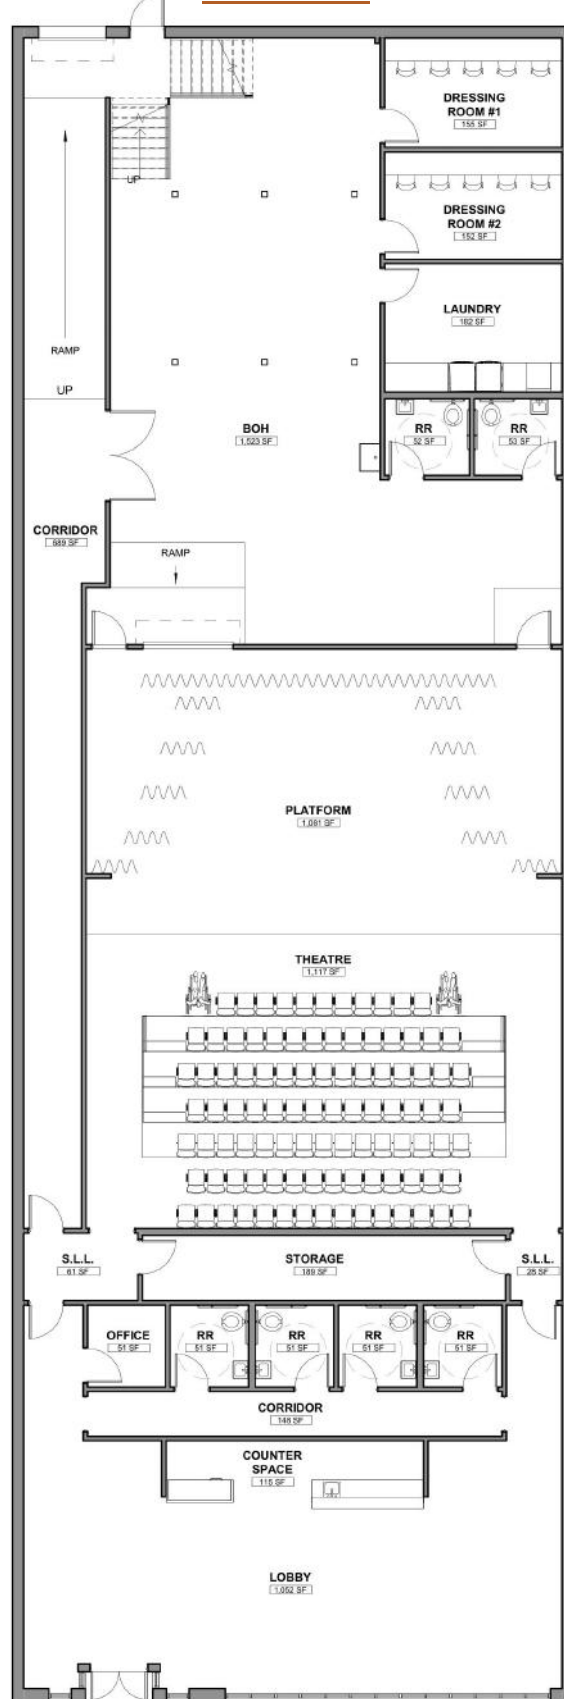 DRESSING
ROOM #1
155 SF
UP
DRESSING
ROOM #2
152 SF
LAUNDRY
182 SF
RAMP
UP
BOH
1,523 SF
RR
52 SF
RR
53 SF
CORRIDOR
689 SF
RAMP
PLATFORM
1,081 SF
THEATRE
1,117 SF
S.L.L.
61 SF
STORAGE
189 SF
S.L.L.
28 SF
OFFICE
51 SF
RR
51 SF
RR
51 SF
RR
51 SF
RR
51 SF
CORRIDOR
148 SF
COUNTER
SPACE
115 SF
LOBBY
1,052 SF